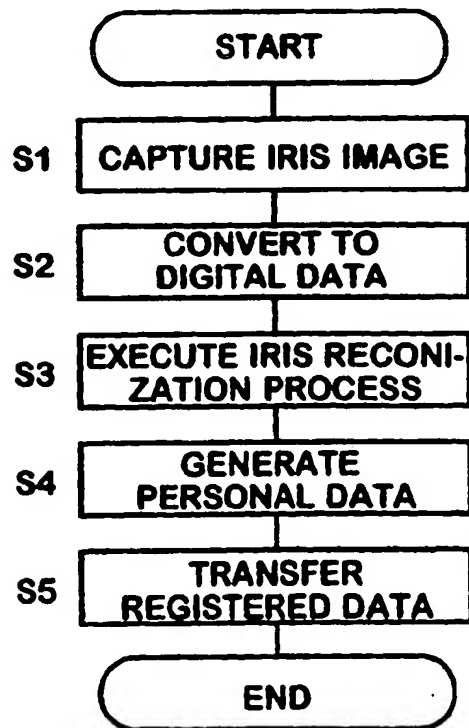 START
S1 CAPTURE IRIS IMAGE
S2 CONVERT TO
DIGITAL DATA
S3 EXECUTE IRIS RECONI-
ZATION PROCESS
S4 GENERATE
PERSONAL DATA
S5 TRANSFER
REGISTERED DATA
END